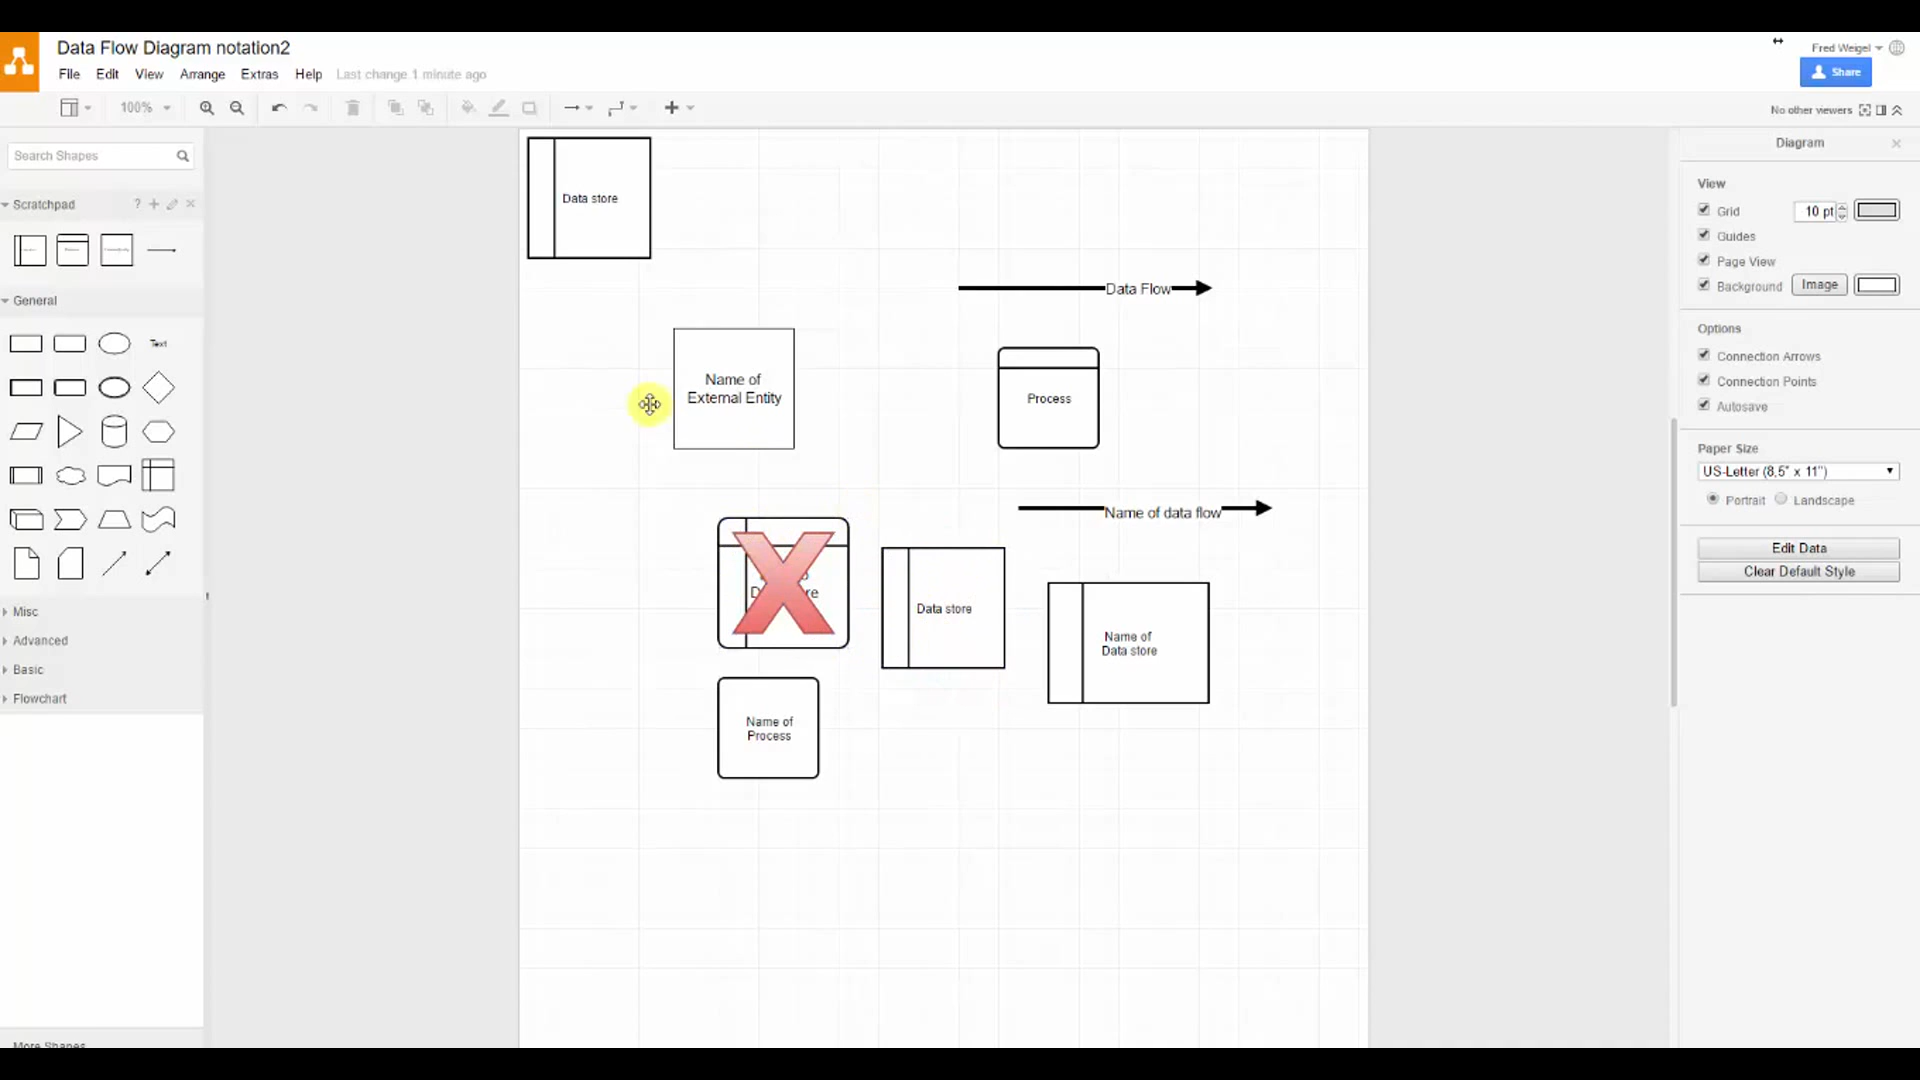 Data Flow Diagram notation2
Fred Weigel
File Edit View Arrange Extras Help Last change 1 minute ago
Share
100%
No other viewers
Search Shapes
Scratchpad
?
General
Text
Misc
Advanced
Basic
Flowchart
More Shapes
Data store
Data Flow
Name of
External Entity
Process
Name of data flow
Data store
Name of
Data store
Name of
Process
Diagram
View
Grid 10 pt
Guides
Page View
Background Image
Options
Connection Arrows
Connection Points
Autosave
Paper Size
US-Letter (8,5" x 11")
Portrait Landscape
Edit Data
Clear Default Style